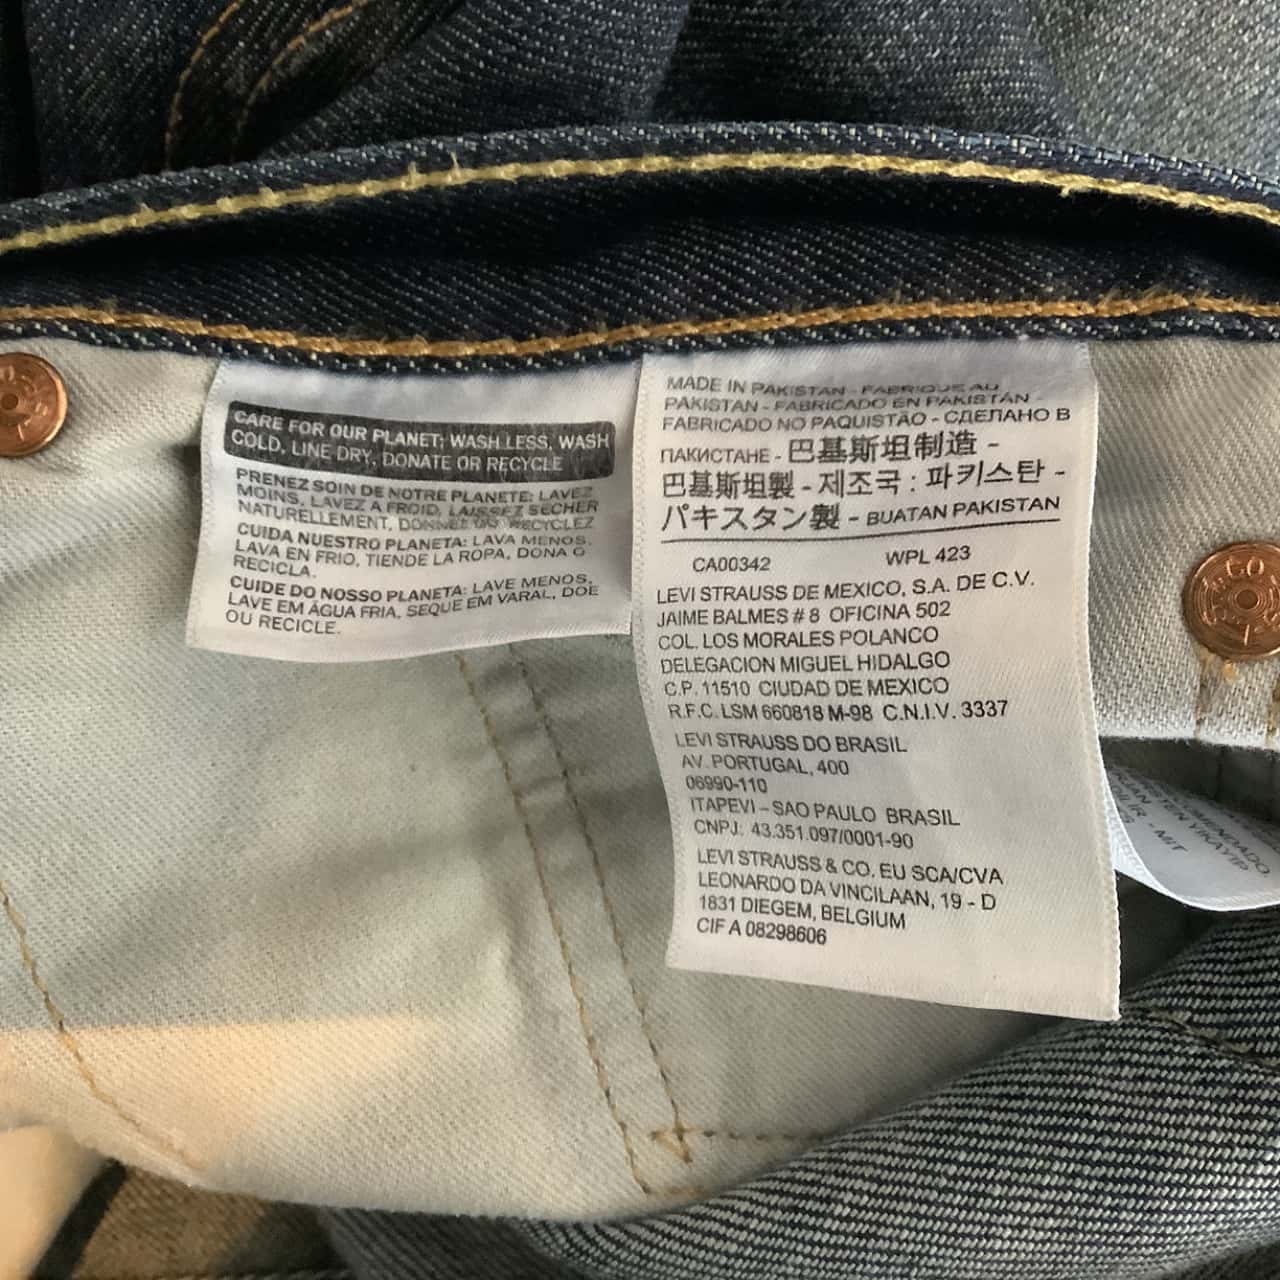 CARE FOR OUR PLANET: WASH LESS, WASH
COLD, LINE DRY, DONATE OR RECYCLE
PRENEZ SOIN DE NOTRE PLANETE: LAVEZ
MOINS, LAVEZ A FROID, LAISSEZ SECHER
NATURELLEMENT, DONNEZ OU RECYCLEZ
CUIDA NUESTRO PLANETA: LAVA MENOS,
LAVA EN FRIO, TIENDE LA ROPA, DONA O
RECICLA.
CUIDE DO NOSSO PLANETA: LAVE MENOS,
LAVE EM ÁGUA FRIA, SEQUE EM VARAL, DOE
OU RECICLE.
MADE IN PAKISTAN - FABRIQUE AU
PAKISTAN - FABRICADO EN PAKISTÁN -
FABRICADO NO PAQUISTÃO - СДЕЛАНО В
ПАКИСТАНЕ - 巴基斯坦制造 -
巴基斯坦製 - 제조국 : 파키스탄 -
パキスタン製 - BUATAN PAKISTAN
CA00342 WPL 423
LEVI STRAUSS DE MEXICO, S.A. DE C.V.
JAIME BALMES # 8 OFICINA 502
COL. LOS MORALES POLANCO
DELEGACION MIGUEL HIDALGO
C.P. 11510 CIUDAD DE MEXICO
R.F.C. LSM 660818 M-98 C.N.I.V. 3337
LEVI STRAUSS DO BRASIL
AV. PORTUGAL, 400
06990-110
ITAPEVI – SAO PAULO BRASIL
CNPJ: 43.351.097/0001-90
LEVI STRAUSS & CO. EU SCA/CVA
LEONARDO DA VINCILAAN, 19 - D
1831 DIEGEM, BELGIUM
CIF A 08298606